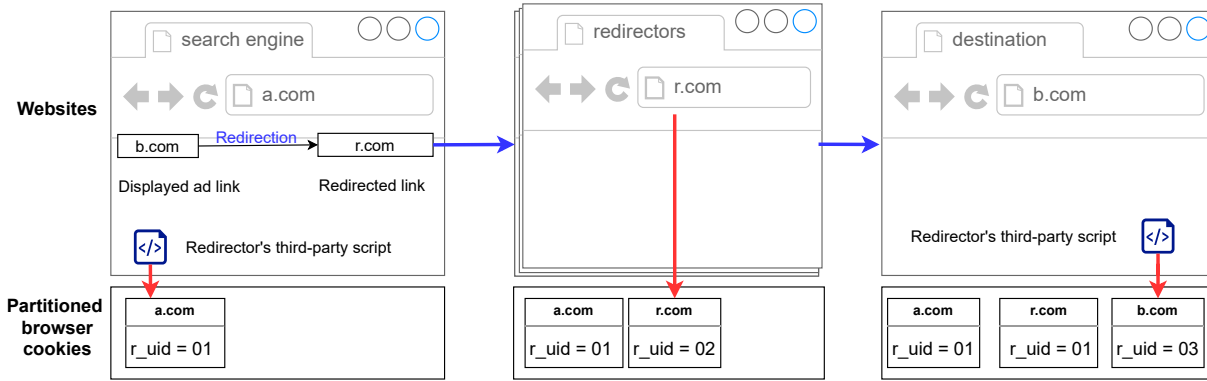 search engine
redirectors
destination
a.com
r.com
b.com
Websites
b.com
Redirection
r.com
Displayed ad link
Redirected link
</>
Redirector's third-party script
Redirector's third-party script
</>
Partitioned
browser
cookies
a.com
r_uid = 01
a.com
r.com
r_uid = 01
r_uid = 02
a.com
r.com
b.com
r_uid = 01
r_uid = 01
r_uid = 03